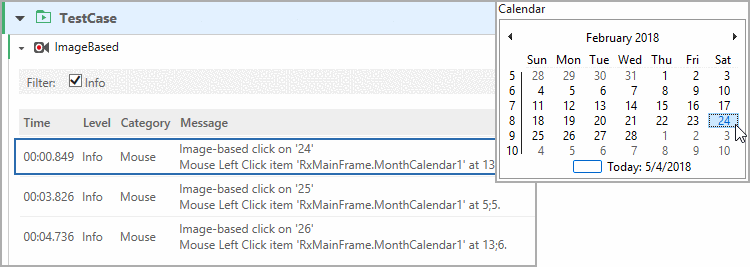 TestCase
ImageBased
Filter: Info
Time Level Category Message
00:00.849 Info Mouse Image-based click on '24'
Mouse Left Click item 'RxMainFrame.MonthCalendar1' at 13;
00:03.826 Info Mouse Image-based click on '25'
Mouse Left Click item 'RxMainFrame.MonthCalendar1' at 5;5.
00:04.736 Info Mouse Image-based click on '26'
Mouse Left Click item 'RxMainFrame.MonthCalendar1' at 13;6.
Calendar
February 2018
Sun Mon Tue Wed Thu Fri Sat
5 28 29 30 31 1 2 3
6 4 5 6 7 8 9 10
7 11 12 13 14 15 16 17
8 18 19 20 21 22 23 24
9 25 26 27 28 1 2 3
10 4 5 6 7 8 9 10
Today: 5/4/2018